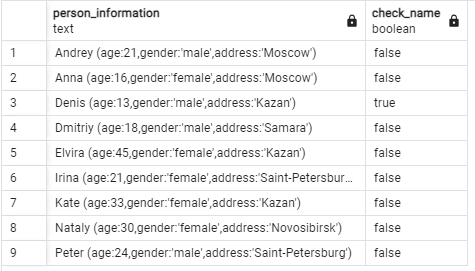 person_information check_name
text boolean
1 Andrey (age:21,gender:'male',address:'Moscow') false
2 Anna (age:16,gender:'female',address:'Moscow') false
3 Denis (age:13,gender:'male',address:'Kazan') true
4 Dmitriy (age:18,gender:'male',address:'Samara') false
5 Elvira (age:45,gender:'female',address:'Kazan') false
6 Irina (age:21,gender:'female',address:'Saint-Petersbur... false
7 Kate (age:33,gender:'female',address:'Kazan') false
8 Nataly (age:30,gender:'female',address:'Novosibirsk') false
9 Peter (age:24,gender:'male',address:'Saint-Petersburg') false